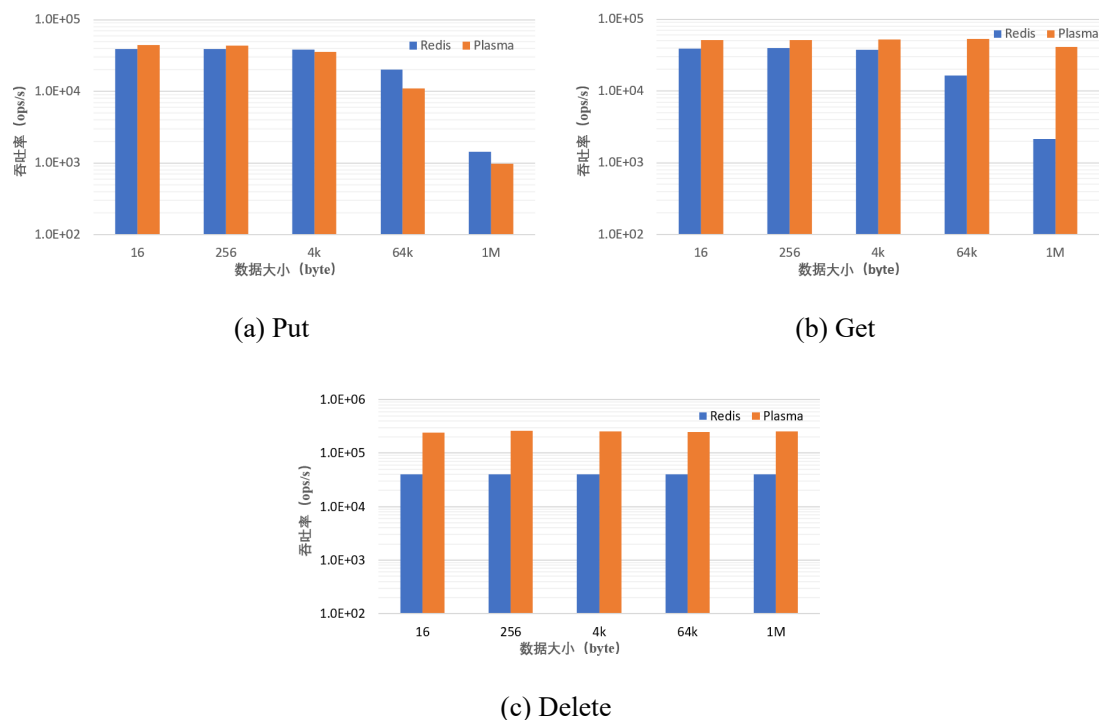 1.0E+05
Redis Plasma
1.0E+04
吞吐率（ops/s）
1.0E+03
1.0E+02
16 256 4k 64k 1M
数据大小（byte）
(a) Put
1.0E+05
Redis Plasma
1.0E+04
吞吐率（ops/s）
1.0E+03
1.0E+02
16 256 4k 64k 1M
数据大小（byte）
(b) Get
1.0E+06
Redis Plasma
1.0E+05
吞吐率（ops/s）
1.0E+04
1.0E+03
1.0E+02
16 256 4k 64k 1M
数据大小（byte）
(c) Delete